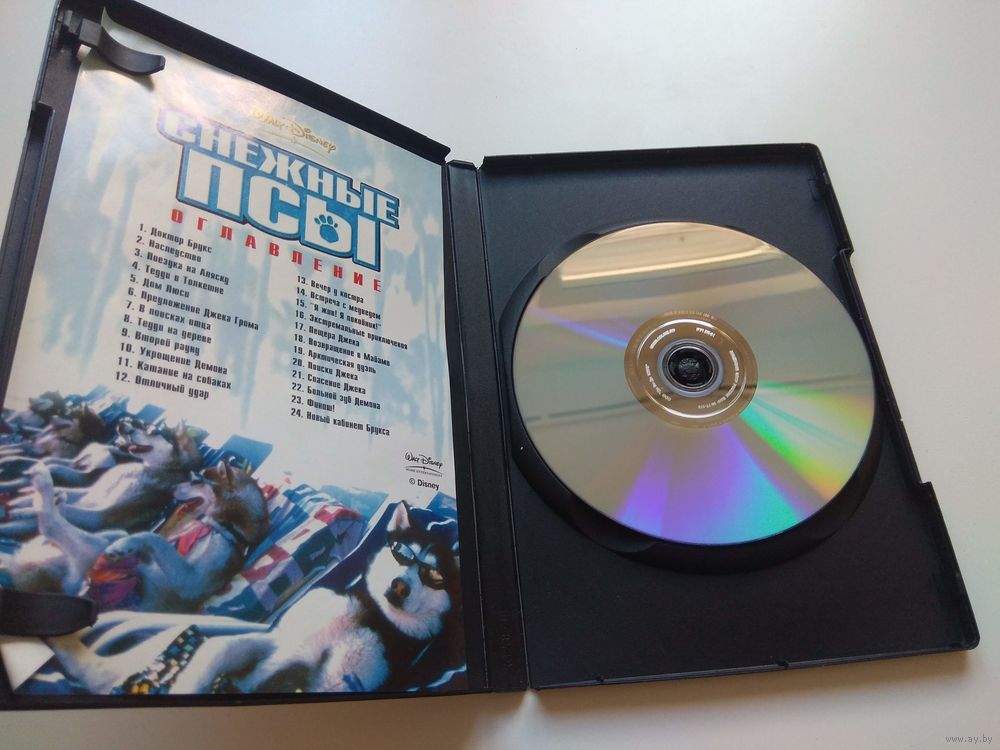 Walt Disney
СНЕЖНЫЕ
ПСЫ
ОГЛАВЛЕНИЕ
1. Доктор Брукс
2. Наследство
3. Поездка на Аляску
4. Тедди в Толкетне
5. Дом Люси
6. Предложение Джека Грома
7. В поисках отца
8. Тедди на дереве
9. Второй раунд
10. Укрощение Демона
11. Катание на собаках
12. Отличный удар
13. Вечер у костра
14. Встреча с медведем
15. "Я жив! Я покойник!"
16. Экстремальные приключения
17. Пещера Джека
18. Возвращение в Майами
19. Арктическая дуэль
20. Поиски Джека
21. Спасение Джека
22. Больной зуб Демона
23. Финиш!
24. Новый кабинет Брукса
Walt Disney
HOME ENTERTAINMENT
© Disney
www.ay.by